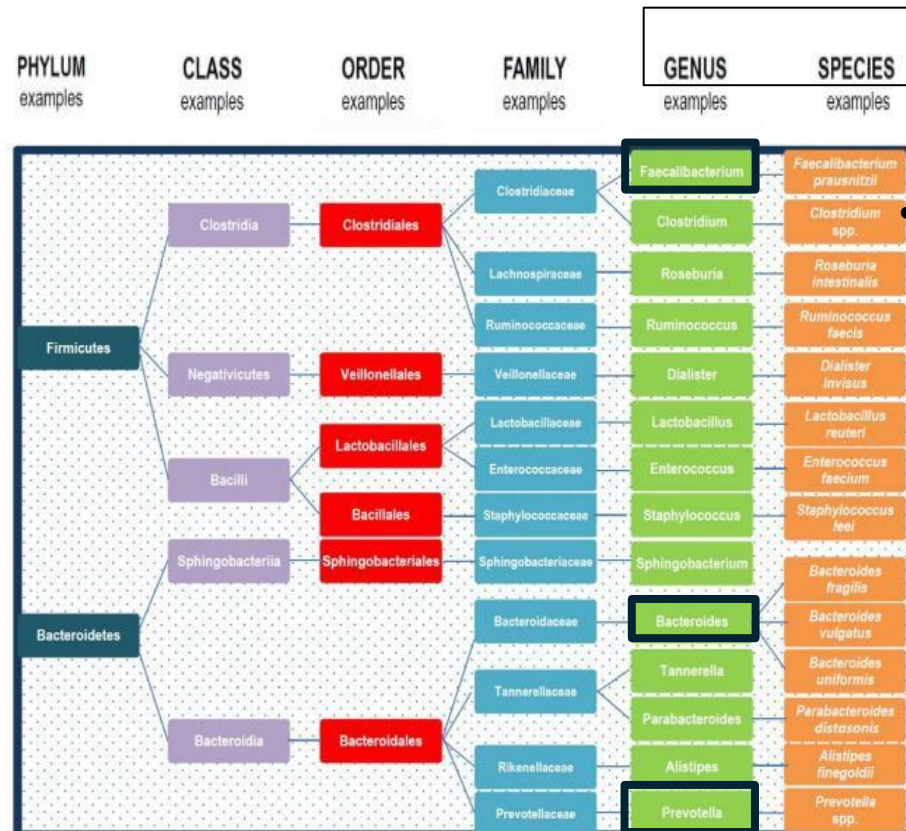 PHYLUM
examples
CLASS
examples
ORDER
examples
FAMILY
examples
GENUS
examples
SPECIES
examples
Firmicutes
Bacteroidetes
Clostridia
Negativicutes
Bacilli
Sphingobacteriia
Bacteroidia
Clostridiales
Veillonellales
Lactobacillales
Bacillales
Sphingobacteriales
Bacteroidales
Clostridiaceae
Lachnospiraceae
Ruminococcaceae
Veillonellaceae
Lactobacillaceae
Enterococcaceae
Staphylococcaceae
Sphingobacteriaceae
Bacteroidaceae
Tannerellaceae
Rikenellaceae
Prevotellaceae
Faecalibacterium
Clostridium
Roseburia
Ruminococcus
Dialister
Lactobacillus
Enterococcus
Staphylococcus
Sphingobacterium
Bacteroides
Tannerella
Parabacteroides
Alistipes
Prevotella
Faecalibacterium
prausnitzii
Clostridium
spp.
Roseburia
intestinalis
Ruminococcus
faecis
Dialister
invisus
Lactobacillus
reuteri
Enterococcus
faecium
Staphylococcus
leei
Bacteroides
fragilis
Bacteroides
vulgatus
Bacteroides
uniformis
Parabacteroides
distasonis
Alistipes
finegoldii
Prevotella
spp.